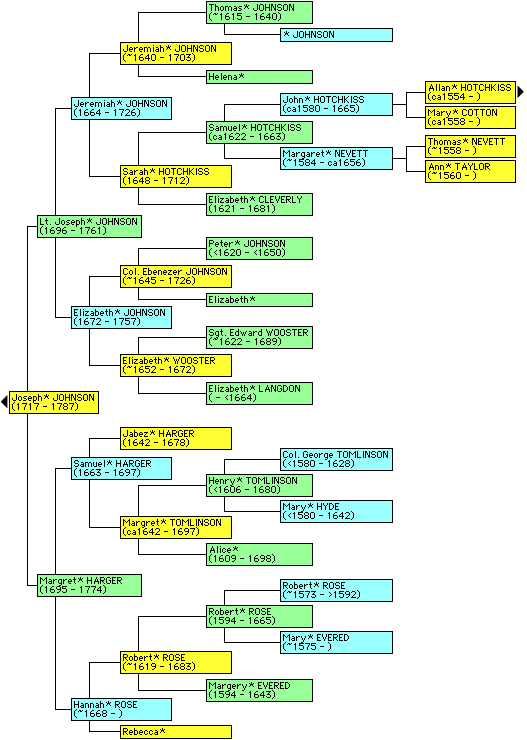 Thomas* JOHNSON
(~1615 - 1640)
* JOHNSON
Jeremiah* JOHNSON
(~1640 - 1703)
Helena*
Allan* HOTCHKISS
(ca1554 - )
Jeremiah* JOHNSON
(1664 - 1726)
John* HOTCHKISS
(ca1580 - 1665)
Mary* COTTON
(ca1558 - )
Samuel* HOTCHKISS
(ca1622 - 1663)
Thomas* NEVETT
(~1558 - )
Margaret* NEVETT
(~1584 - ca1656)
Ann* TAYLOR
(~1560 - )
Sarah* HOTCHKISS
(1648 - 1712)
Elizabeth* CLEVERLY
(1621 - 1681)
Lt. Joseph* JOHNSON
(1696 - 1761)
Peter* JOHNSON
(<1620 - <1650)
Col. Ebenezer JOHNSON
(~1645 - 1726)
Elizabeth*
Elizabeth* JOHNSON
(1672 - 1757)
Sgt. Edward WOOSTER
(~1622 - 1689)
Elizabeth* WOOSTER
(~1652 - 1672)
Elizabeth* LANGDON
( - <1664)
Joseph* JOHNSON
(1717 - 1787)
Jabez* HARGER
(1642 - 1678)
Col. George TOMLINSON
(<1580 - 1628)
Samuel* HARGER
(1663 - 1697)
Henry* TOMLINSON
(<1606 - 1680)
Mary* HYDE
(<1580 - 1642)
Margret* TOMLINSON
(ca1642 - 1697)
Alice*
(1609 - 1698)
Margret* HARGER
(1695 - 1774)
Robert* ROSE
(~1573 - >1592)
Robert* ROSE
(1594 - 1665)
Mary* EVERED
(~1575 - )
Robert* ROSE
(~1619 - 1683)
Margery* EVERED
(1594 - 1643)
Hannah* ROSE
(~1668 - )
Rebecca*